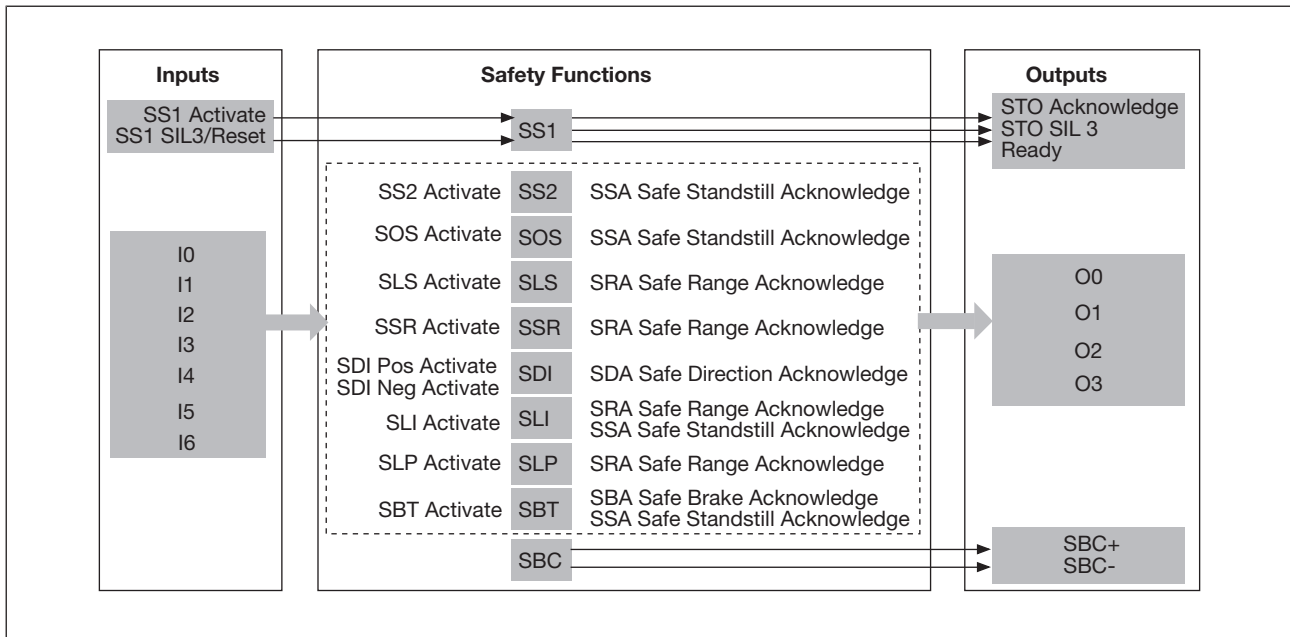 Inputs
Safety Functions
Outputs
SS1 Activate
SS1 SIL3/Reset
SS1
STO Acknowledge
STO SIL 3
Ready
SS2 Activate
SS2
SSA Safe Standstill Acknowledge
SOS Activate
SOS
SSA Safe Standstill Acknowledge
SLS Activate
SLS
SRA Safe Range Acknowledge
SSR Activate
SSR
SRA Safe Range Acknowledge
SDI Pos Activate
SDI Neg Activate
SDI
SDA Safe Direction Acknowledge
SLI Activate
SLI
SRA Safe Range Acknowledge
SSA Safe Standstill Acknowledge
SLP Activate
SLP
SRA Safe Range Acknowledge
SBT Activate
SBT
SBA Safe Brake Acknowledge
SSA Safe Standstill Acknowledge
SBC
I0
I1
I2
I3
I4
I5
I6
O0
O1
O2
O3
SBC+
SBC-